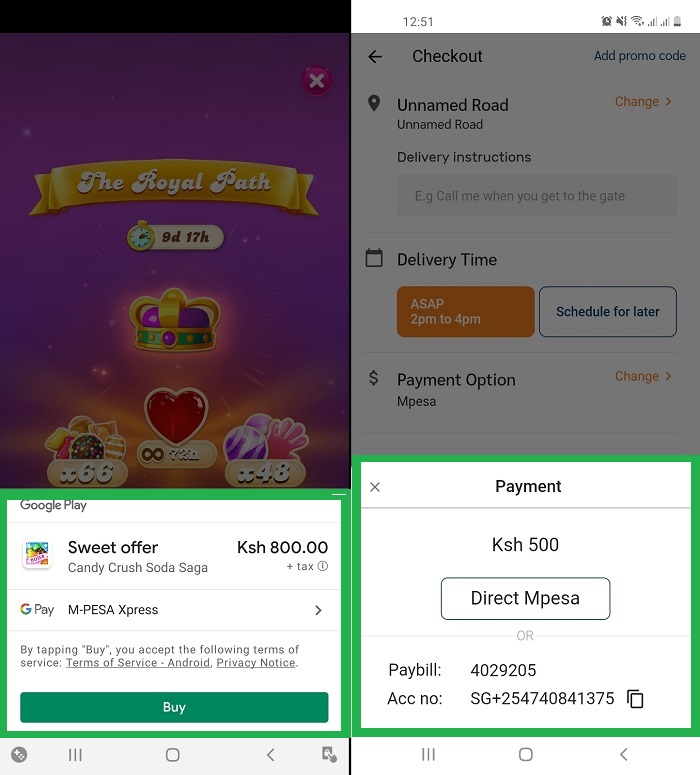 The Royal Path
9d 17h
x66
∞ 72h
x48
Google Play
Sweet offer
Ksh 800.00
Candy Crush Soda Saga
+ tax ⓘ
G Pay M-PESA Xpress
By tapping "Buy", you accept the following terms of
service: Terms of Service - Android, Privacy Notice.
Buy
12:51
Checkout
Add promo code
Unnamed Road
Change >
Unnamed Road
Delivery instructions
E.g Call me when you get to the gate
Delivery Time
ASAP
2pm to 4pm
Schedule for later
$ Payment Option
Change >
Mpesa
Payment
Ksh 500
Direct Mpesa
OR
Paybill: 4029205
Acc no: SG+254740841375